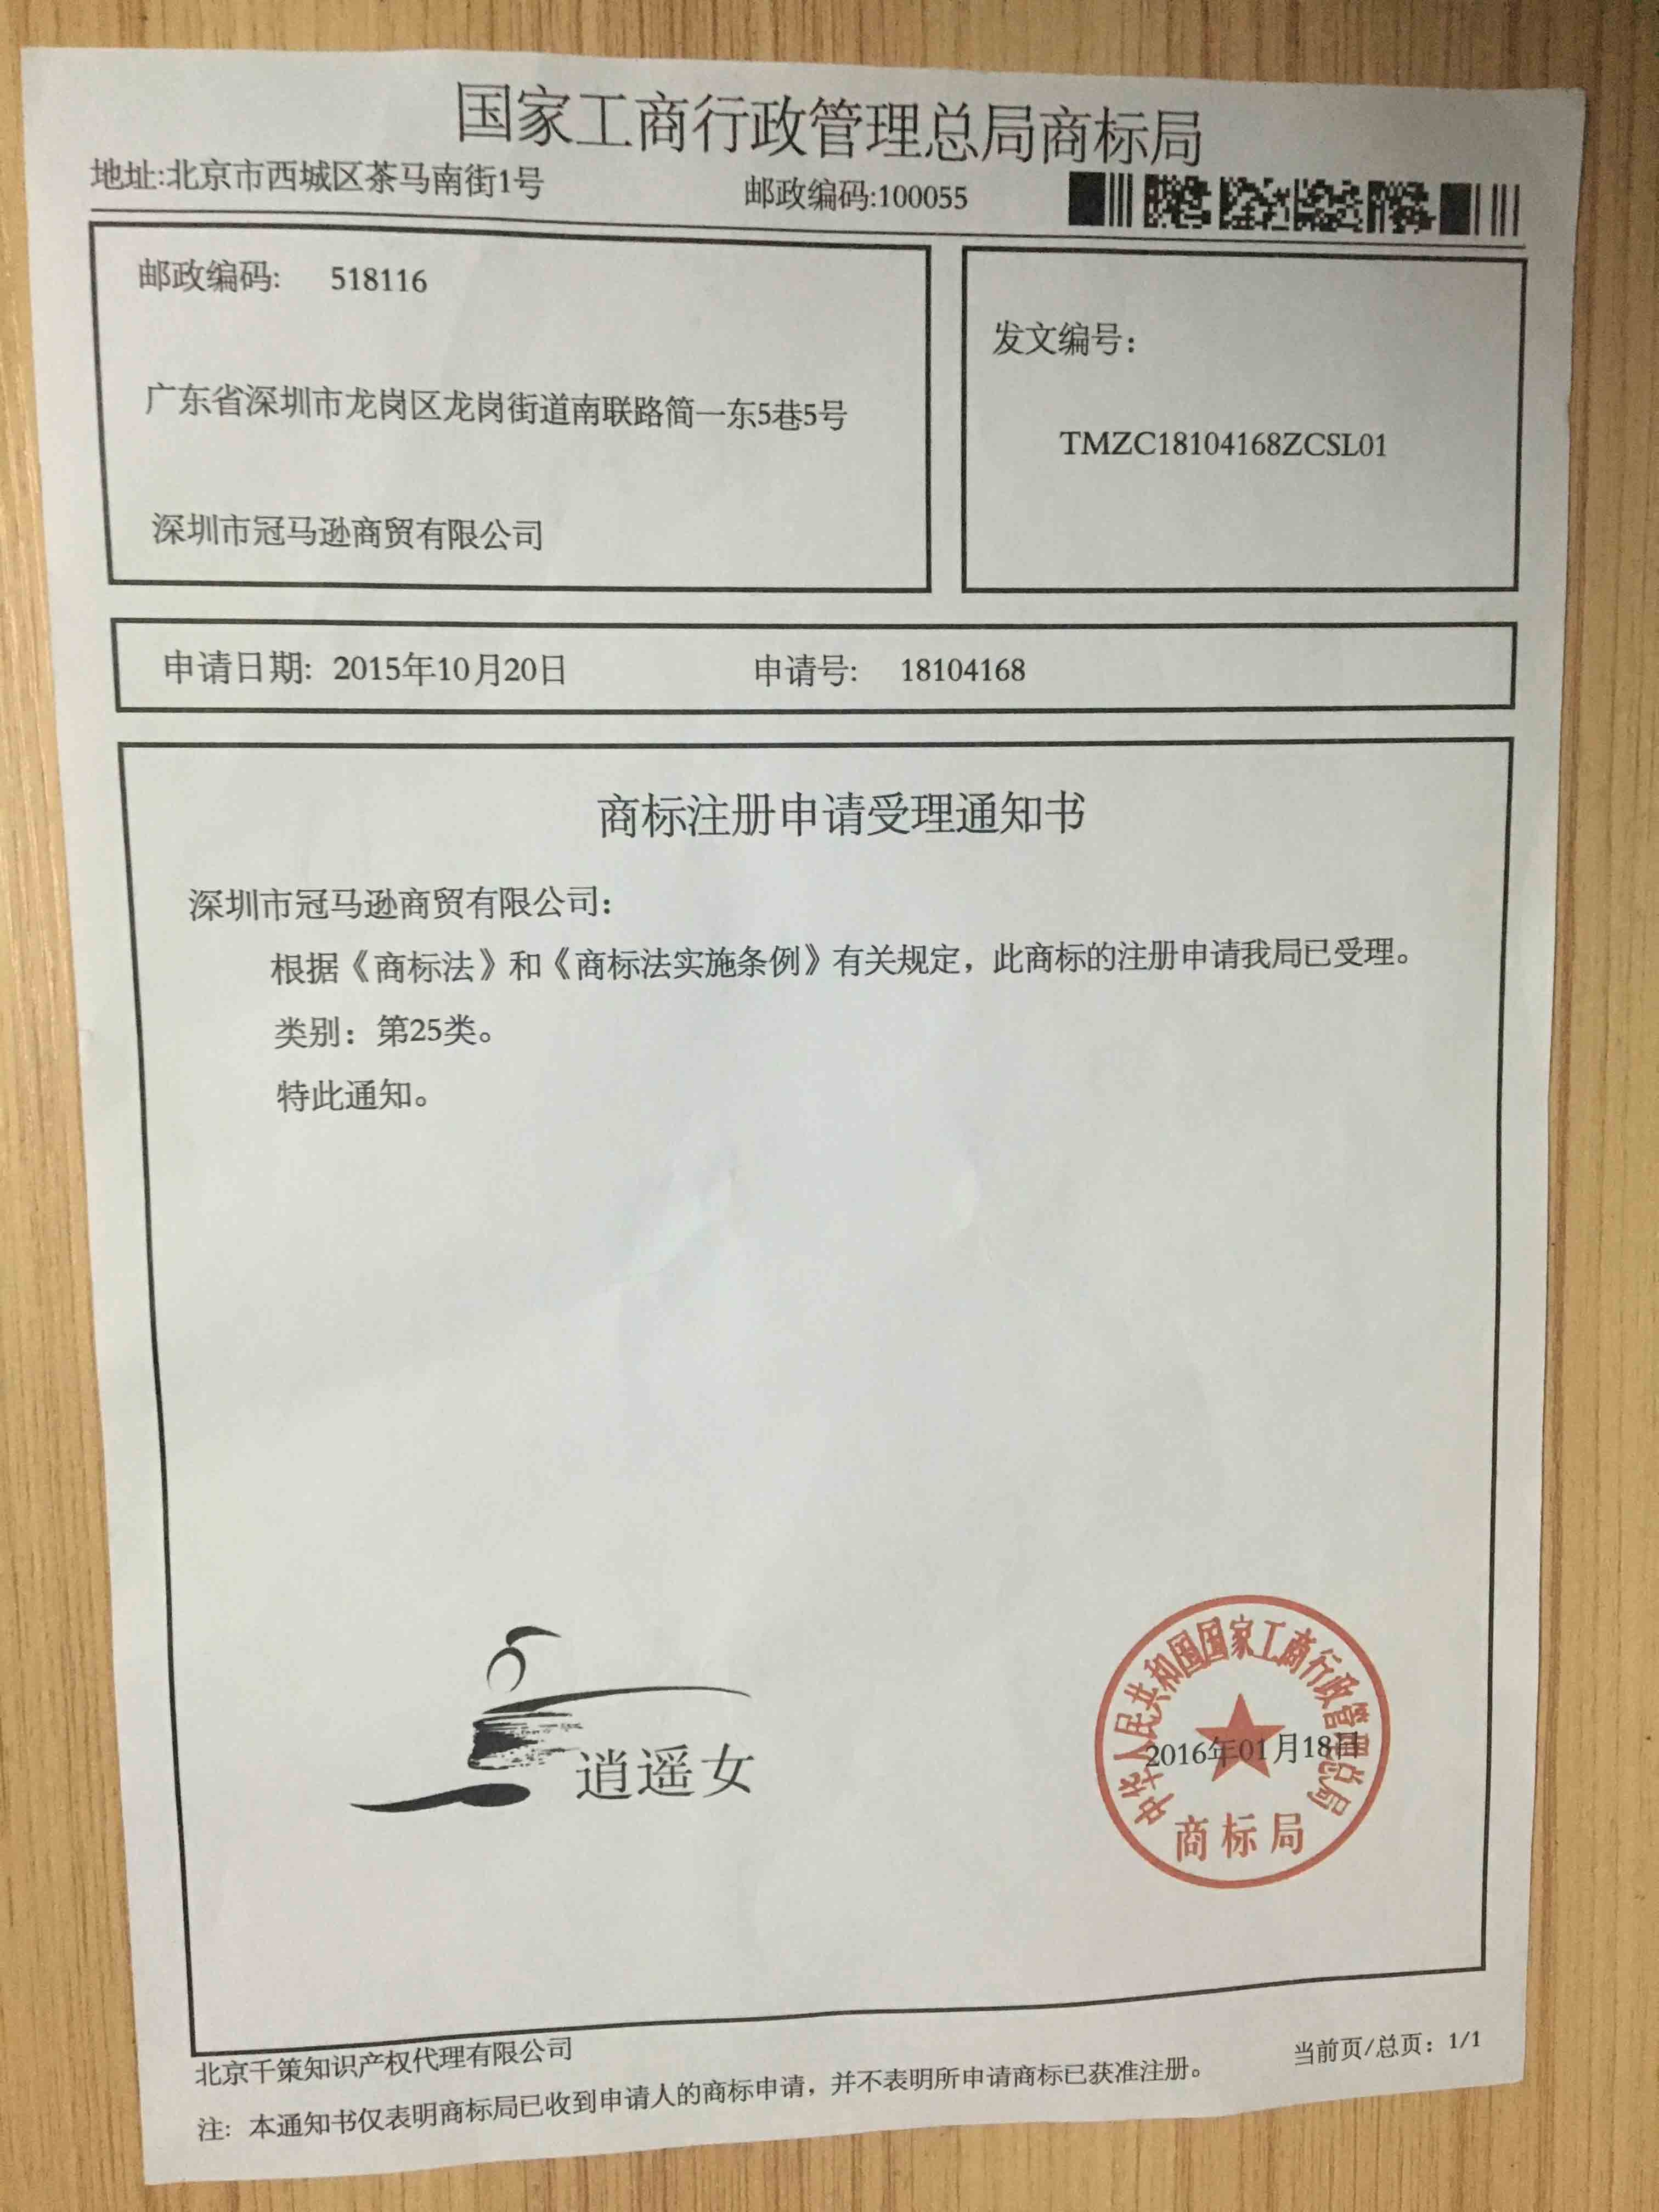 国家工商行政管理总局商标局
地址:北京市西城区茶马南街1号 邮政编码:100055
邮政编码: 518116
广东省深圳市龙岗区龙岗街道南联路简一东5巷5号
深圳市冠马逊商贸有限公司
发文编号:
TMZC18104168ZCSL01
申请日期: 2015年10月20日 申请号: 18104168
商标注册申请受理通知书
深圳市冠马逊商贸有限公司:
根据《商标法》和《商标法实施条例》有关规定，此商标的注册申请我局已受理。
类别：第25类。
特此通知。
逍遥女
中华人民共和国国家工商行政管理总局
2016年01月18日
商标局
北京千策知识产权代理有限公司
当前页/总页：1/1
注: 本通知书仅表明商标局已收到申请人的商标申请，并不表明所申请商标已获准注册。